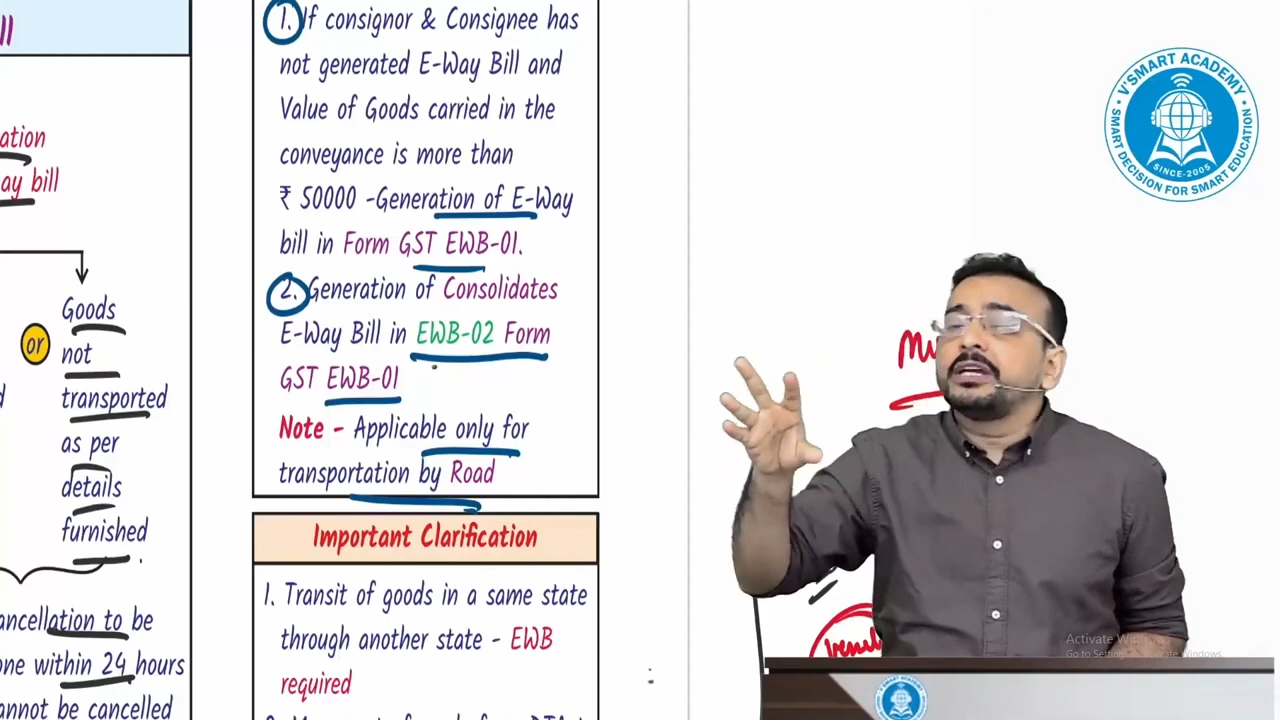 ll
ation
ay bill
Goods
or
not
transported
as per
details
furnished
ancellation to be
one within 24 hours
annot be cancelled
1. If consignor & Consignee has
not generated E-Way Bill and
Value of Goods carried in the
conveyance is more than
₹ 50000 -Generation of E-Way
bill in Form GST EWB-01.
2. Generation of Consolidates
E-Way Bill in EWB-02 Form
GST EWB-01
Note - Applicable only for
transportation by Road
Important Clarification
1. Transit of goods in a same state
through another state - EWB
required
V'SMART ACADEMY
SINCE-2005
SMART DECISION FOR SMART EDUCATION